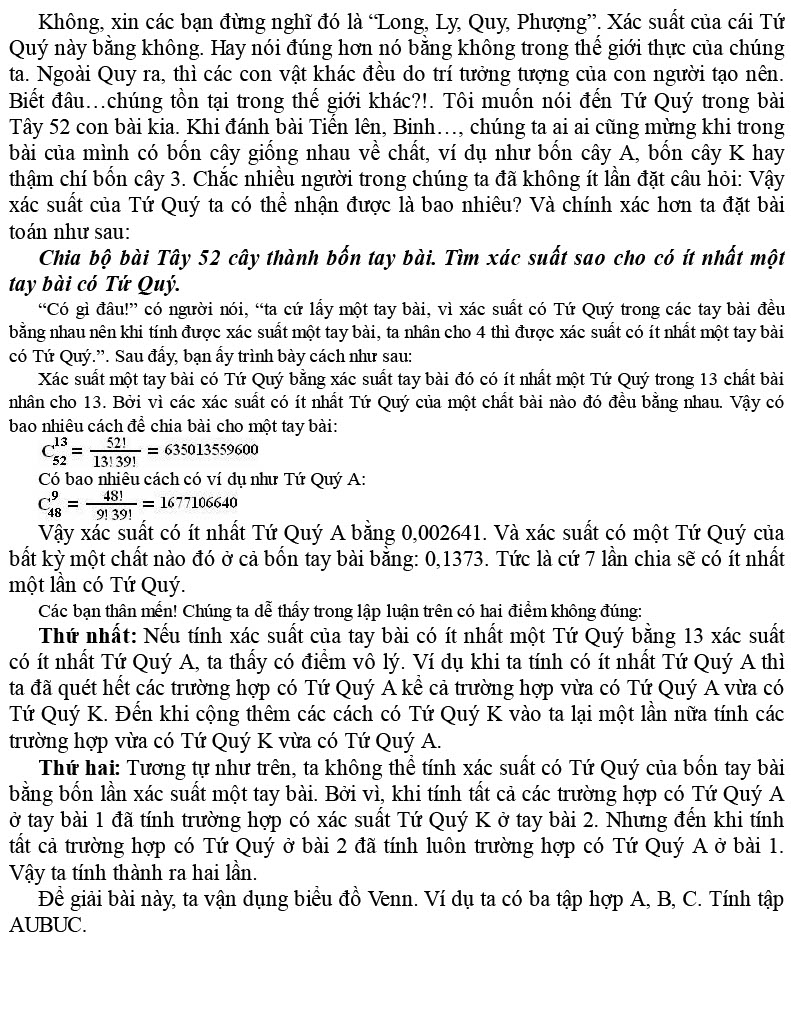 Không, xin các bạn đừng nghĩ đó là “Long, Ly, Quy, Phượng”. Xác suất của cái Tứ
Quý này bằng không. Hay nói đúng hơn nó bằng không trong thế giới thực của chúng
ta. Ngoài Quy ra, thì các con vật khác đều do trí tưởng tượng của con người tạo nên.
Biết đâu…chúng tồn tại trong thế giới khác?!. Tôi muốn nói đến Tứ Quý trong bài
Tây 52 con bài kia. Khi đánh bài Tiến lên, Binh…, chúng ta ai ai cũng mừng khi trong
bài của mình có bốn cây giống nhau về chất, ví dụ như bốn cây A, bốn cây K hay
thậm chí bốn cây 3. Chắc nhiều người trong chúng ta đã không ít lần đặt câu hỏi: Vậy
xác suất của Tứ Quý ta có thể nhận được là bao nhiêu? Và chính xác hơn ta đặt bài
toán như sau:
Chia bộ bài Tây 52 cây thành bốn tay bài. Tìm xác suất sao cho có ít nhất một
tay bài có Tứ Quý.
“Có gì đâu!” có người nói, “ta cứ lấy một tay bài, vì xác suất có Tứ Quý trong các tay bài đều
bằng nhau nên khi tính được xác suất một tay bài, ta nhân cho 4 thì được xác suất có ít nhất một tay bài
có Tứ Quý.”. Sau đấy, bạn ấy trình bày cách như sau:
Xác suất một tay bài có Tứ Quý bằng xác suất tay bài đó có ít nhất một Tứ Quý trong 13 chất bài
nhân cho 13. Bởi vì các xác suất có ít nhất Tứ Quý của một chất bài nào đó đều bằng nhau. Vậy có
bao nhiêu cách để chia bài cho một tay bài:
C_{52}^{13} = \frac{52!}{13!39!} = 635013559600
Có bao nhiêu cách có ví dụ như Tứ Quý A:
C_{48}^{9} = \frac{48!}{9!39!} = 1677106640
Vậy xác suất có ít nhất Tứ Quý A bằng 0,002641. Và xác suất có một Tứ Quý của
bất kỳ một chất nào đó ở cả bốn tay bài bằng: 0,1373. Tức là cứ 7 lần chia sẽ có ít nhất
một lần có Tứ Quý.
Các bạn thân mến! Chúng ta dễ thấy trong lập luận trên có hai điểm không đúng:
Thứ nhất: Nếu tính xác suất của tay bài có ít nhất một Tứ Quý bằng 13 xác suất
có ít nhất Tứ Quý A, ta thấy có điểm vô lý. Ví dụ khi ta tính có ít nhất Tứ Quý A thì
ta đã quét hết các trường hợp có Tứ Quý A kể cả trường hợp vừa có Tứ Quý A vừa có
Tứ Quý K. Đến khi cộng thêm các cách có Tứ Quý K vào ta lại một lần nữa tính các
trường hợp vừa có Tứ Quý K vừa có Tứ Quý A.
Thứ hai: Tương tự như trên, ta không thể tính xác suất có Tứ Quý của bốn tay bài
bằng bốn lần xác suất một tay bài. Bởi vì, khi tính tất cả các trường hợp có Tứ Quý A
ở tay bài 1 đã tính trường hợp có xác suất Tứ Quý K ở tay bài 2. Nhưng đến khi tính
tất cả trường hợp có Tứ Quý ở bài 2 đã tính luôn trường hợp có Tứ Quý A ở bài 1.
Vậy ta tính thành ra hai lần.
Để giải bài này, ta vận dụng biểu đồ Venn. Ví dụ ta có ba tập hợp A, B, C. Tính tập
AUBUC.